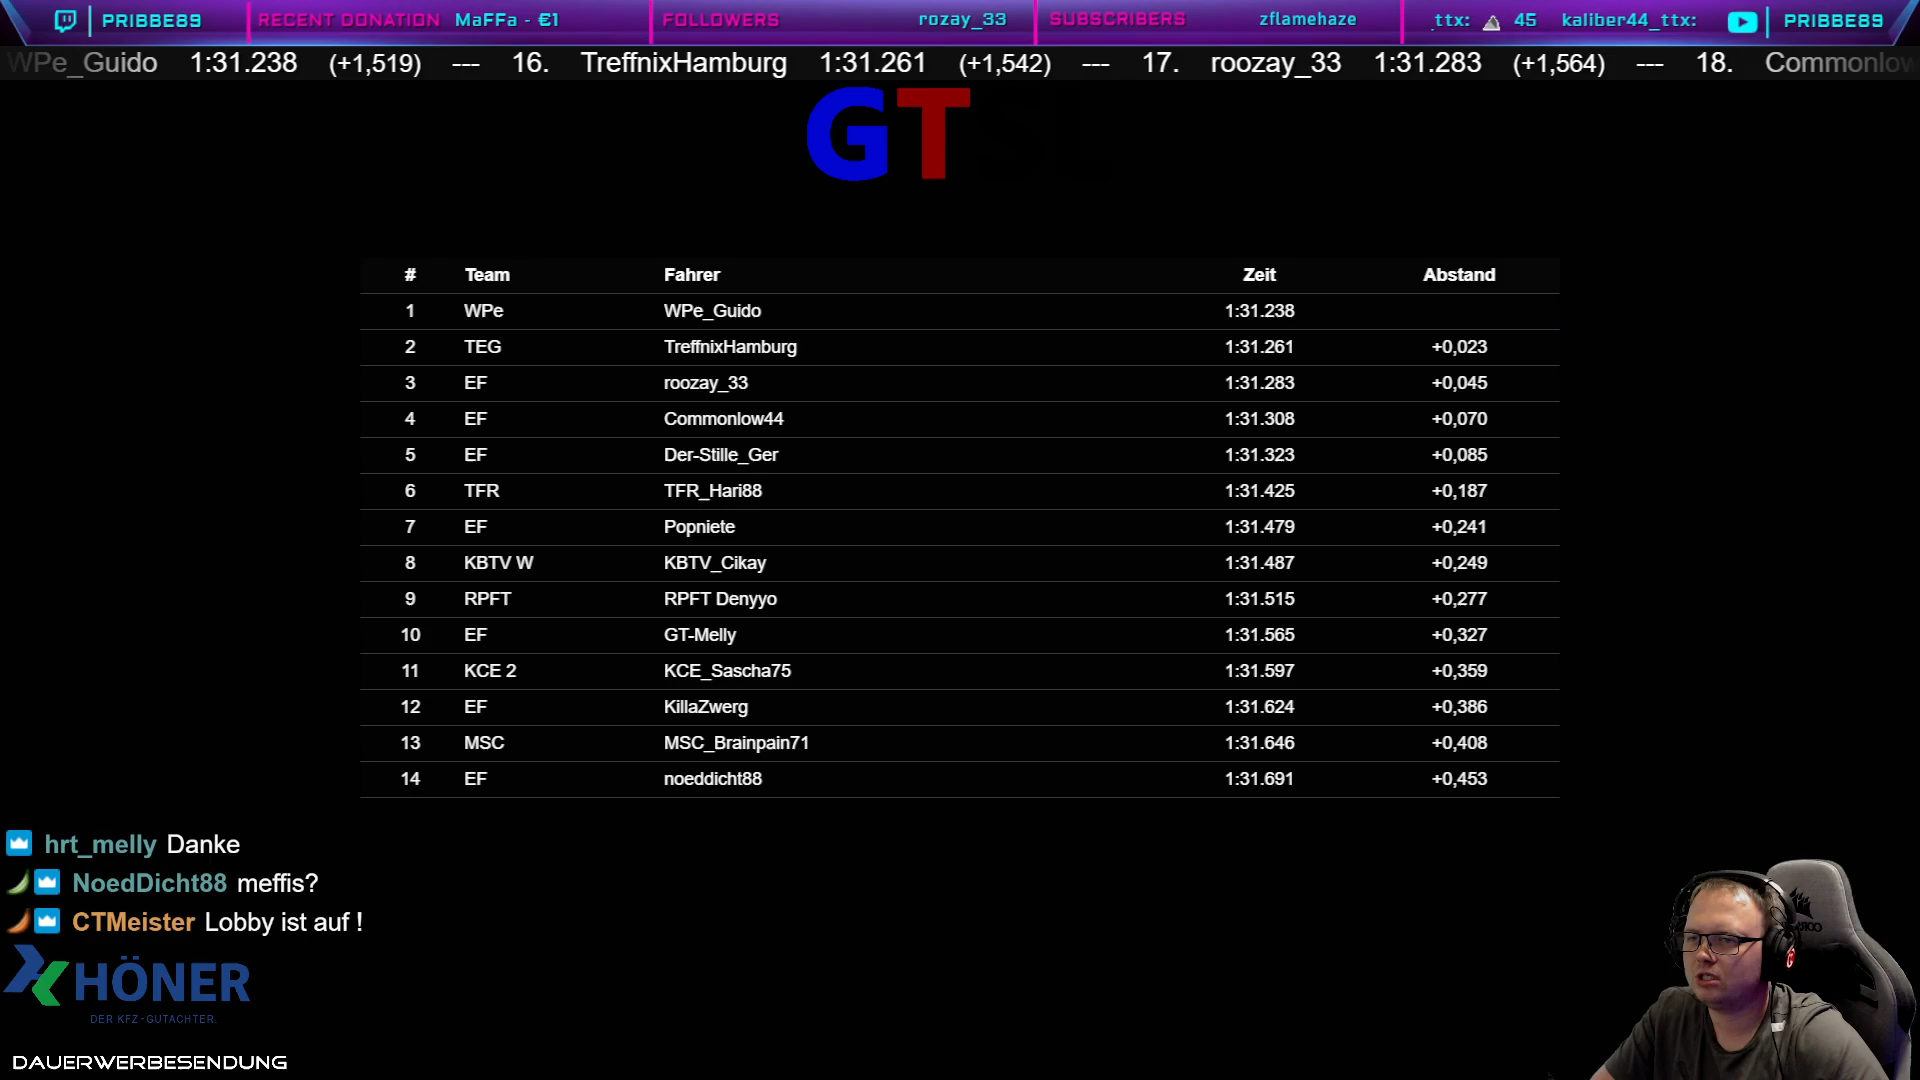 PRIBBE89 RECENT DONATION MaFFa - €1 FOLLOWERS rozay_33 SUBSCRIBERS zflamehaze ttx: 45 kaliber44_ttx: PRIBBE89
WPe_Guido 1:31.238 (+1,519) --- 16. TreffnixHamburg 1:31.261 (+1,542) --- 17. roozay_33 1:31.283 (+1,564) --- 18. Commonlow
GTSL
# Team Fahrer Zeit Abstand
1 WPe WPe_Guido 1:31.238
2 TEG TreffnixHamburg 1:31.261 +0,023
3 EF roozay_33 1:31.283 +0,045
4 EF Commonlow44 1:31.308 +0,070
5 EF Der-Stille_Ger 1:31.323 +0,085
6 TFR TFR_Hari88 1:31.425 +0,187
7 EF Popniete 1:31.479 +0,241
8 KBTV W KBTV_Cikay 1:31.487 +0,249
9 RPFT RPFT Denyyo 1:31.515 +0,277
10 EF GT-Melly 1:31.565 +0,327
11 KCE 2 KCE_Sascha75 1:31.597 +0,359
12 EF KillaZwerg 1:31.624 +0,386
13 MSC MSC_Brainpain71 1:31.646 +0,408
14 EF noeddicht88 1:31.691 +0,453
hrt_melly Danke
NoedDicht88 meffis?
CTMeister Lobby ist auf !
HÖNER
DER KFZ-GUTACHTER.
DAUERWERBESENDUNG